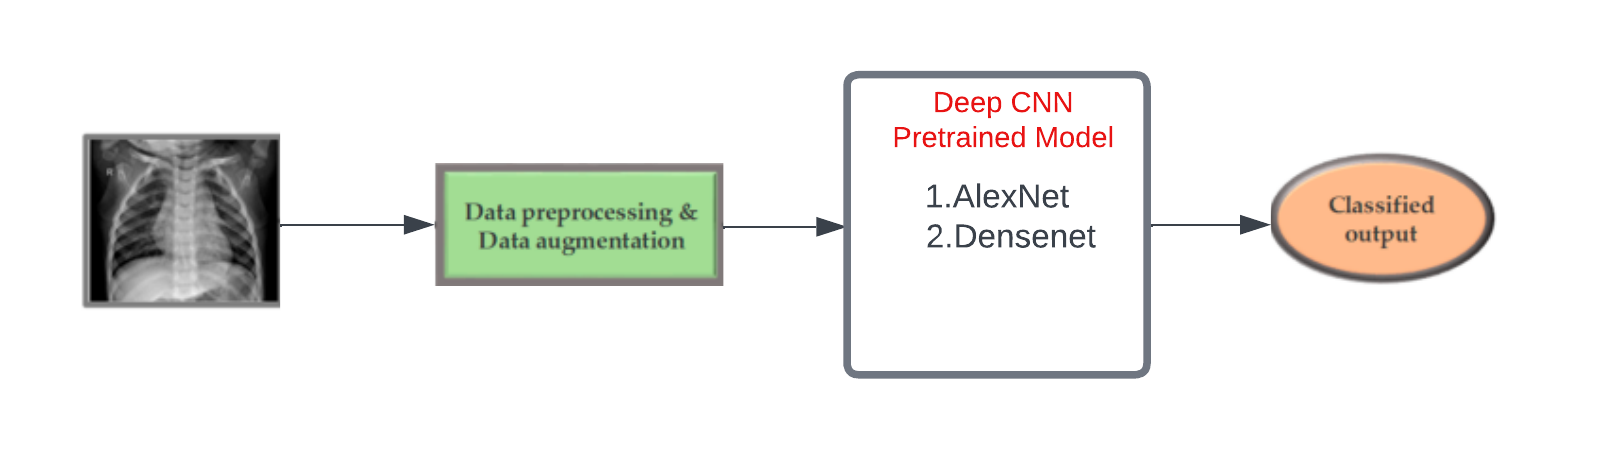 R
Data preprocessing &
Data augmentation
Deep CNN
Pretrained Model
1.AlexNet
2.Densenet
Classified
output